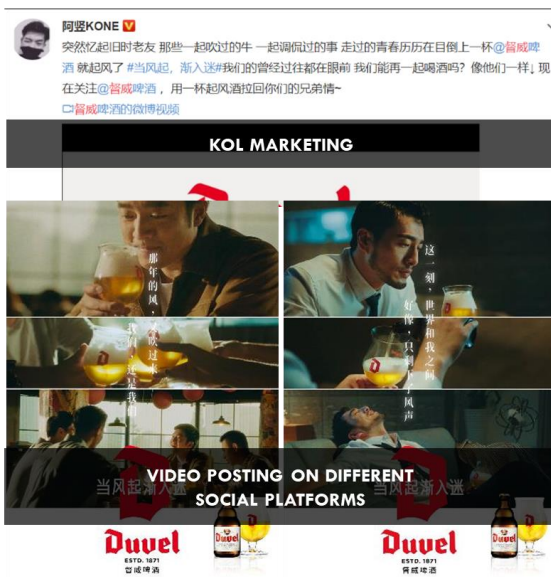 阿竖KONE
突然忆起旧时老友 那些一起吹过的牛 一起调侃过的事 走过的青春历历在目倒上一杯@督威啤
酒 就起风了 #当风起，渐入迷#我们的曾经过往都在眼前 我们能再一起喝酒吗？像他们一样↓ 现
在关注@督威啤酒 ，用一杯起风酒拉回你们的兄弟情~
督威啤酒的微博视频
KOL MARKETING
那年的风，又吹过来
我们，还是我们
这一刻，世界和我之间
好像，只剩下了风声
VIDEO POSTING ON DIFFERENT
SOCIAL PLATFORMS
当风起渐入迷
当风起渐入迷
Duvel
ESTD. 1871
督威啤酒
Duvel
ESTD. 1871
督威啤酒